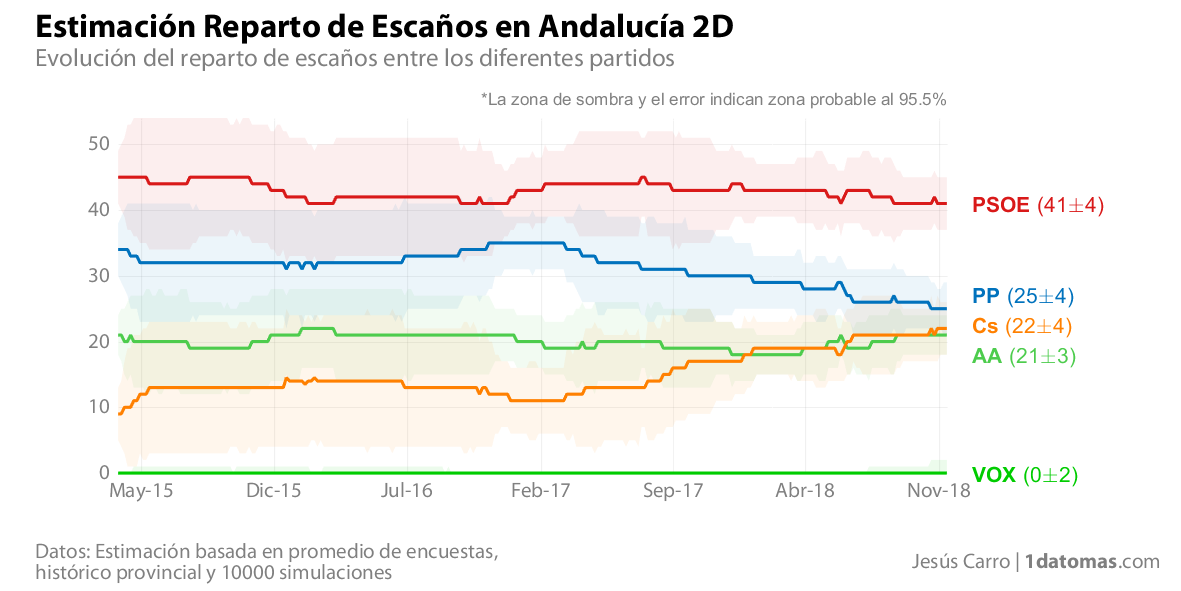 Estimación Reparto de Escaños en Andalucía 2D
Evolución del reparto de escaños entre los diferentes partidos
*La zona de sombra y el error indican zona probable al 95.5%
50
40
30
20
10
0
PSOE (41±4)
PP (25±4)
Cs (22±4)
AA (21±3)
VOX (0±2)
May-15 Dic-15 Jul-16 Feb-17 Sep-17 Abr-18 Nov-18
Datos: Estimación basada en promedio de encuestas,
histórico provincial y 10000 simulaciones
Jesús Carro | 1datomas.com